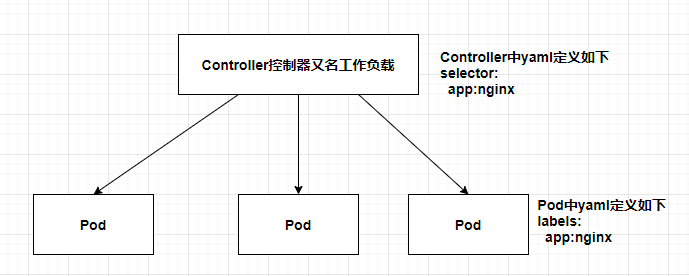 Controller控制器又名工作负载
Controller中yaml定义如下
selector:
app:nginx
Pod
Pod
Pod
Pod中yaml定义如下
labels:
app:nginx